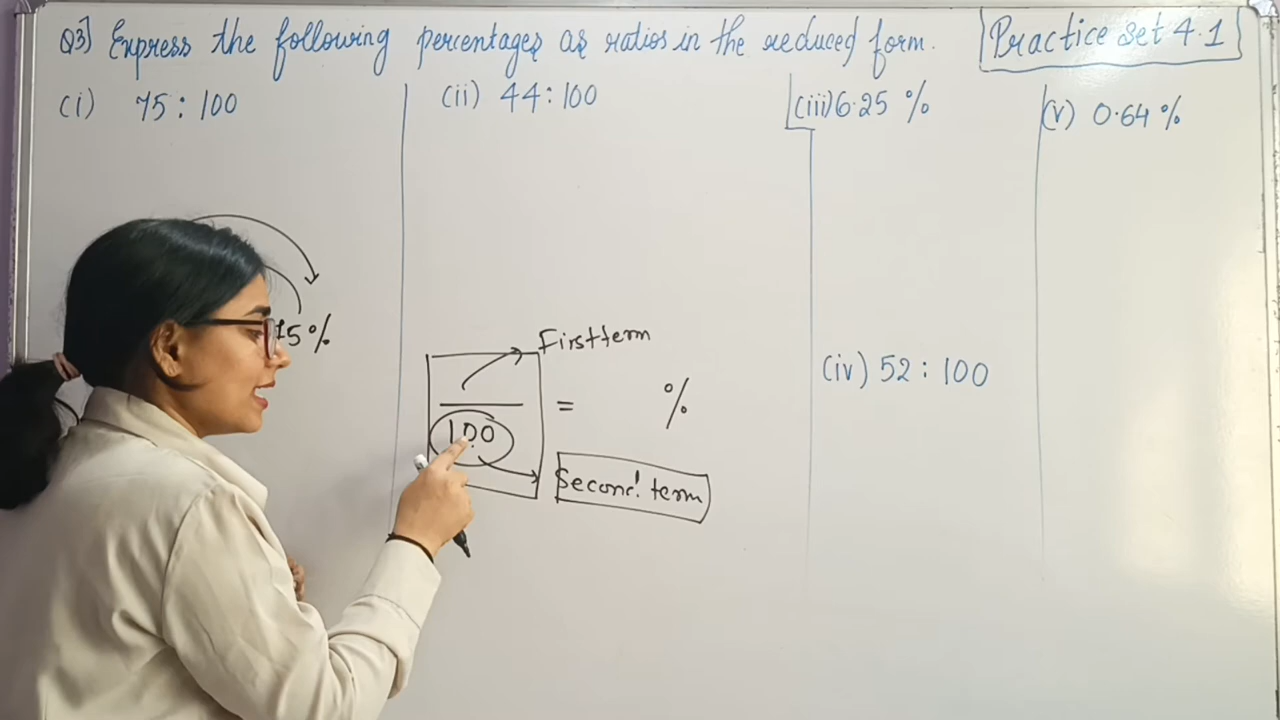 Q3] Express the following percentages as ratios in the reduced form.
Practice set 4.1
(i) 75 : 100
(ii) 44 : 100
(iii) 6.25 %
(v) 0.64 %
5%
First term
100
= %
Second term
(iv) 52 : 100